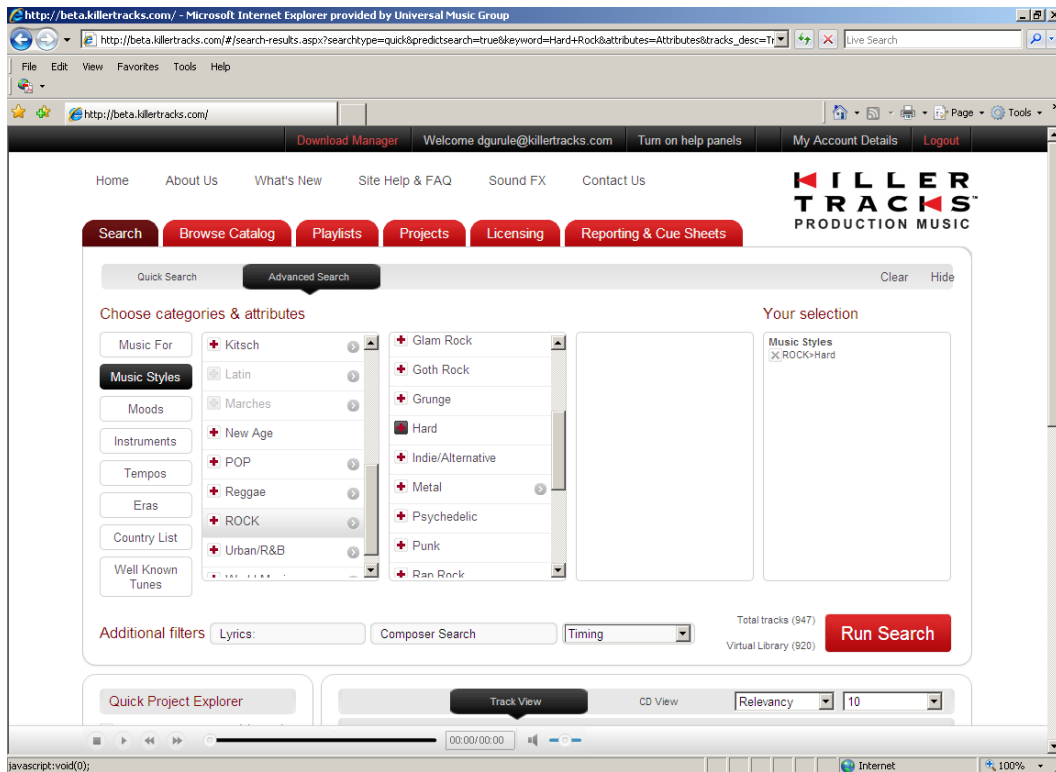 http://beta.killertracks.com/ - Microsoft Internet Explorer provided by Universal Music Group
http://beta.killertracks.com/#/search-results.aspx?searchtype=quick&predictsearch=true&keyword=Hard+Rock&attributes=Attributes&tracks_desc=Tr
Live Search
File Edit View Favorites Tools Help
http://beta.killertracks.com/
Page Tools
Download Manager Welcome dgurule@killertracks.com Turn on help panels My Account Details Logout
Home About Us What's New Site Help & FAQ Sound FX Contact Us
KILLER
TRACKS™
PRODUCTION MUSIC
Search Browse Catalog Playlists Projects Licensing Reporting & Cue Sheets
Quick Search Advanced Search Clear Hide
Choose categories & attributes
Your selection
Music For
Music Styles
Moods
Instruments
Tempos
Eras
Country List
Well Known
Tunes
Kitsch
Latin
Marches
New Age
POP
Reggae
ROCK
Urban/R&B
Glam Rock
Goth Rock
Grunge
Hard
Indie/Alternative
Metal
Psychedelic
Punk
Rap Rock
Music Styles
ROCK>Hard
Additional filters Lyrics: Composer Search Timing
Total tracks (947)
Virtual Library (920)
Run Search
Quick Project Explorer
Track View CD View Relevancy 10
00:00/00:00
javascript:void(0);
Internet
100%